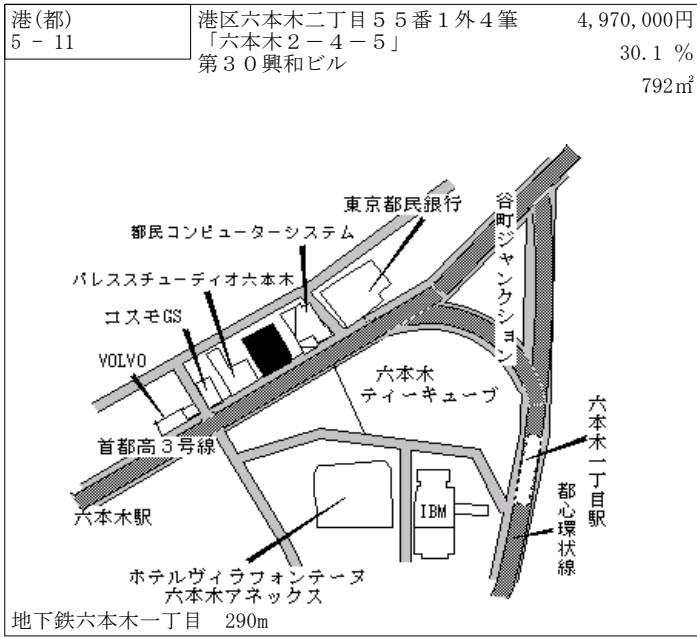 港(都)
5 － 11
港区六本木二丁目５５番１外４筆
「六本木２－４－５」
第３０興和ビル
4,970,000円
30.1 %
792㎡
東京都民銀行
谷町ジャンクション
都民コンピューターシステム
パレススチューディオ六本木
コスモGS
VOLVO
六本木
ティーキューブ
首都高３号線
六本木一丁目駅
都心環状線
IBM
六本木駅
ホテルヴィラフォンテーヌ
六本木アネックス
地下鉄六本木一丁目　290m